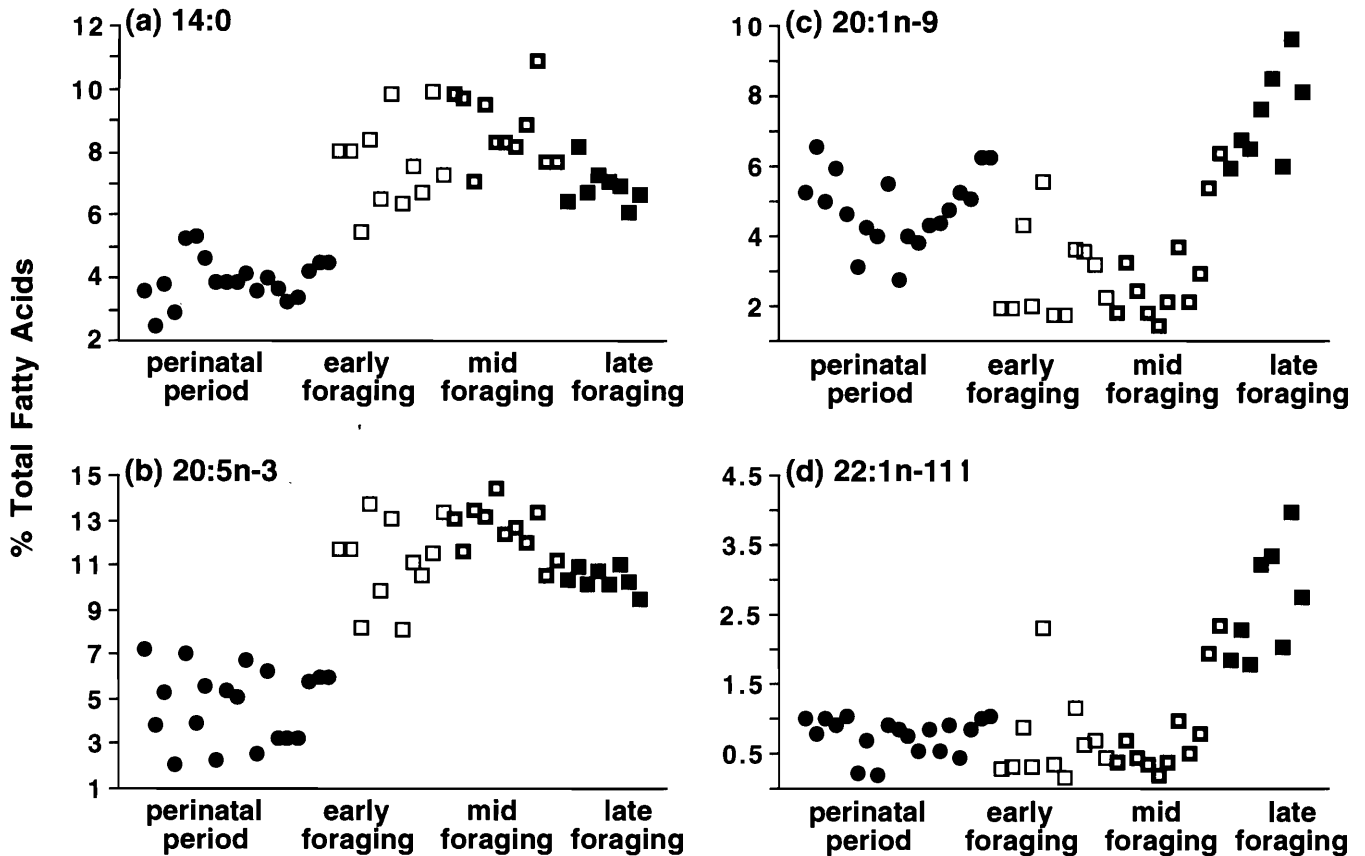 % Total Fatty Acids
(a) 14:0
12
10
8
6
4
2
perinatal period
early foraging
mid foraging
late foraging
(c) 20:1n-9
10
8
6
4
2
perinatal period
early foraging
mid foraging
late foraging
(b) 20:5n-3
15
13
11
9
7
5
3
1
perinatal period
early foraging
mid foraging
late foraging
(d) 22:1n-111
4.5
3.5
2.5
1.5
0.5
perinatal period
early foraging
mid foraging
late foraging